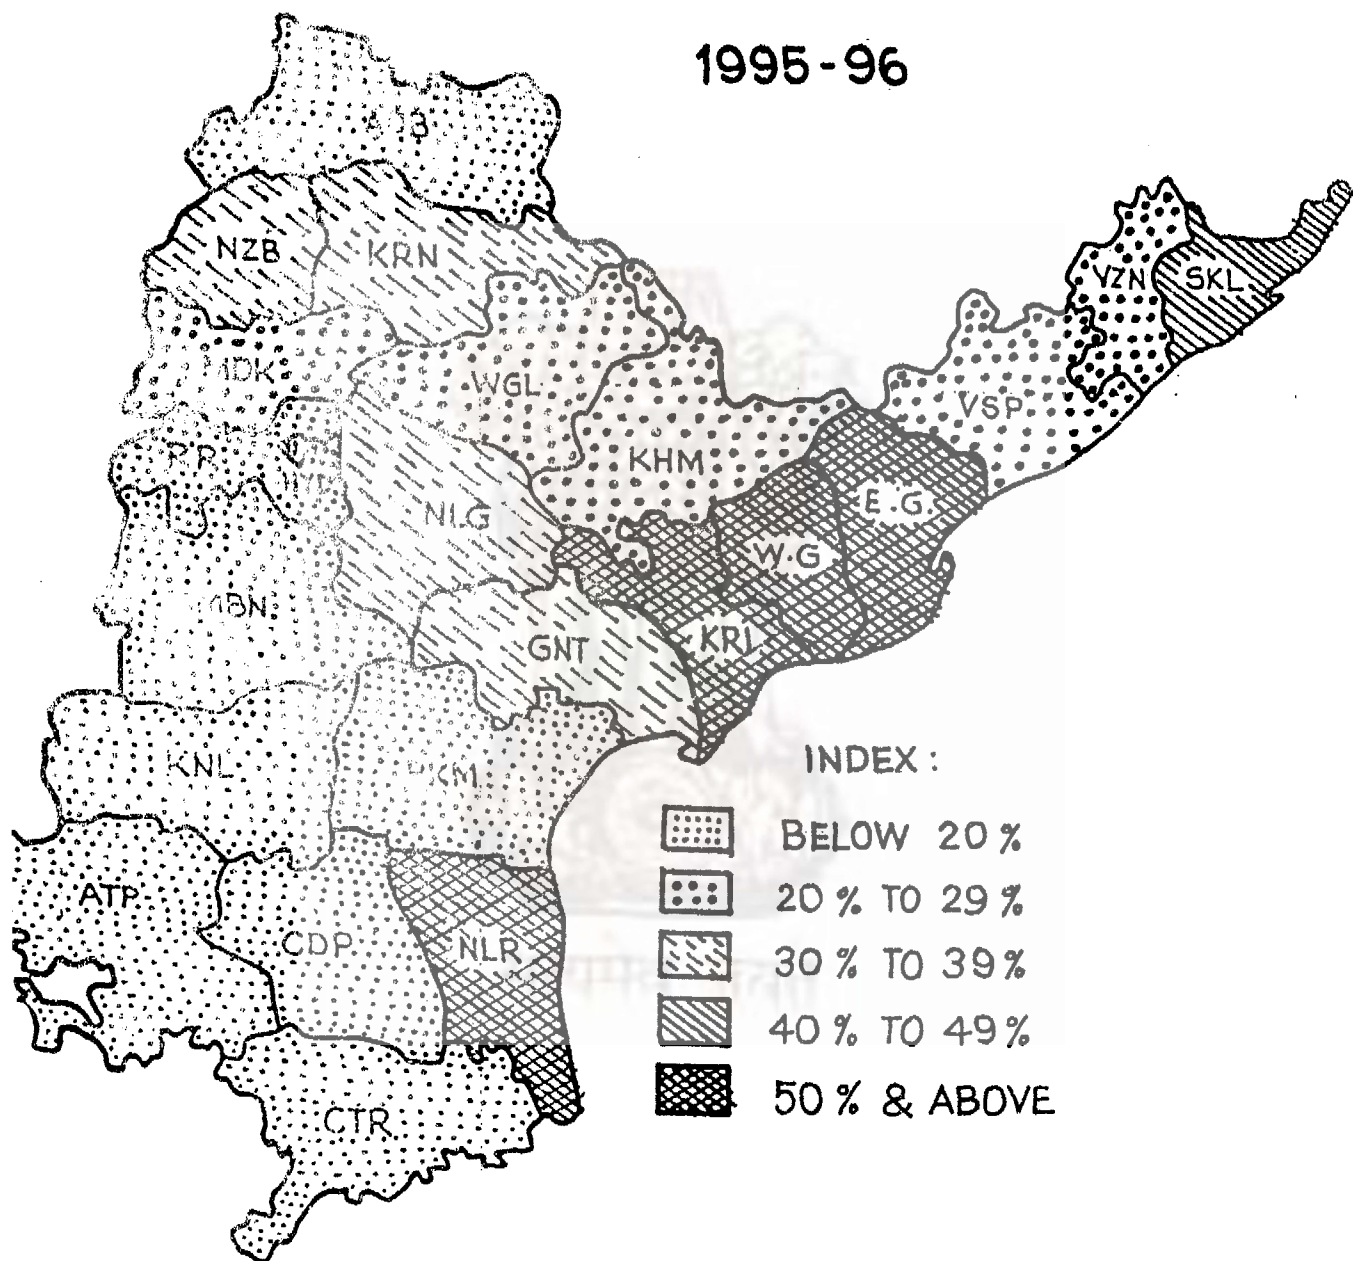 1995-96
NZB
KRN
VZN
SKL
MDK
WGL
VSP
KHM
E.G.
NLG
W.G
MBN
KRI
GNT
KNL
INDEX :
BELOW 20 %
ATP
20 % TO 29 %
CDP
NLR
30 % TO 39 %
40 % TO 49 %
50 % & ABOVE
CTR